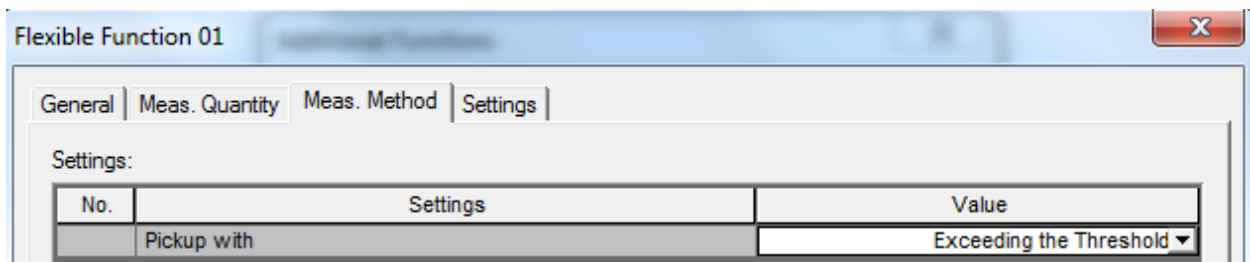 Flexible Function 01
General Meas. Quantity Meas. Method Settings
Settings:
No. Settings Value
Pickup with Exceeding the Threshold